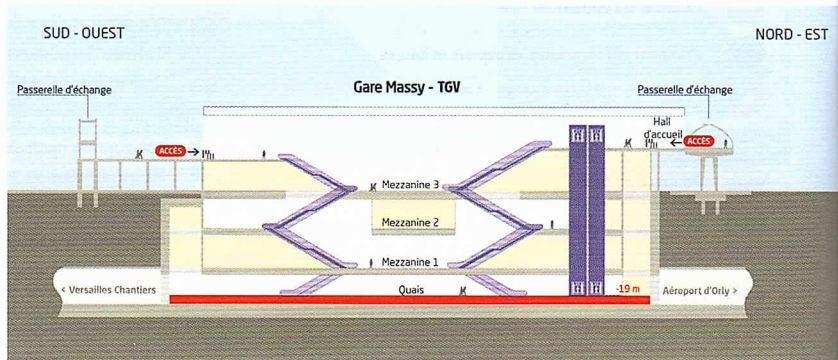 SUD - OUEST
NORD - EST
Gare Massy - TGV
Passerelle d'échange
Passerelle d'échange
Hall
d'accueil
ACCÈS
ACCÈS
Mezzanine 3
Mezzanine 2
Mezzanine 1
Quais
-19 m
< Versailles Chantiers
Aéroport d'Orly >